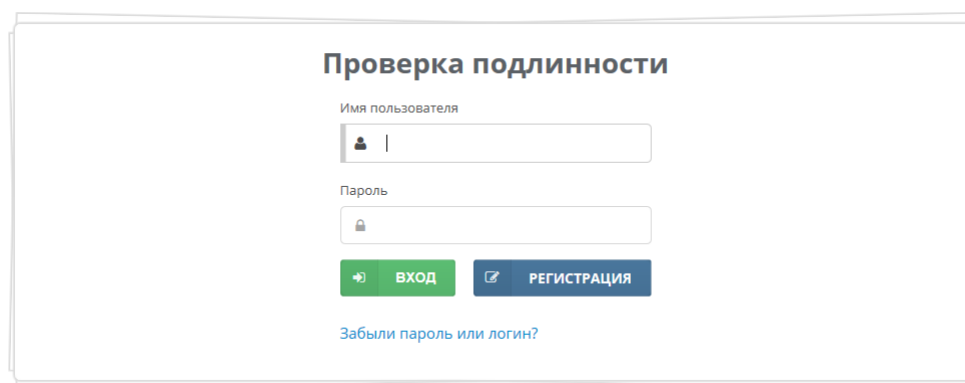 Проверка подлинности
Имя пользователя
Пароль
ВХОД
РЕГИСТРАЦИЯ
Забыли пароль или логин?